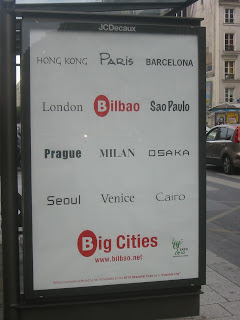 JCDecaux
HONG KONG PARIS BARCELONA
London Bilbao Sao Paulo
Prague MILAN OSAKA
Seoul Venice Cairo
Big Cities
www.bilbao.net